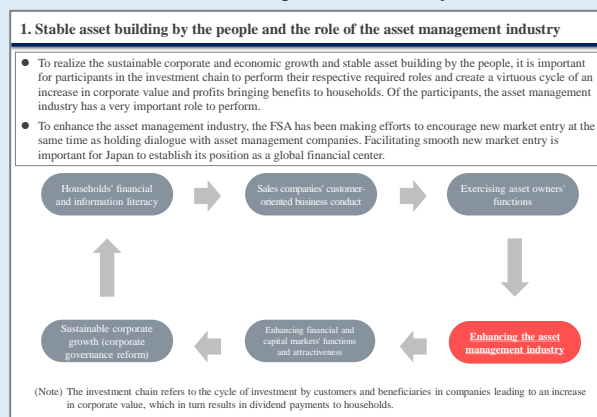 1. Stable asset building by the people and the role of the asset management industry
● To realize the sustainable corporate and economic growth and stable asset building by the people, it is important
for participants in the investment chain to perform their respective required roles and create a virtuous cycle of an
increase in corporate value and profits bringing benefits to households. Of the participants, the asset management
industry has a very important role to perform.
● To enhance the asset management industry, the FSA has been making efforts to encourage new market entry at the
same time as holding dialogue with asset management companies. Facilitating smooth new market entry is
important for Japan to establish its position as a global financial center.
Households' financial
and information literacy
Sales companies' customer-
oriented business conduct
Exercising asset owners'
functions
Sustainable corporate
growth (corporate
governance reform)
Enhancing financial and
capital markets' functions
and attractiveness
Enhancing the asset
management industry
(Note) The investment chain refers to the cycle of investment by customers and beneficiaries in companies leading to an increase
in corporate value, which in turn results in dividend payments to households.